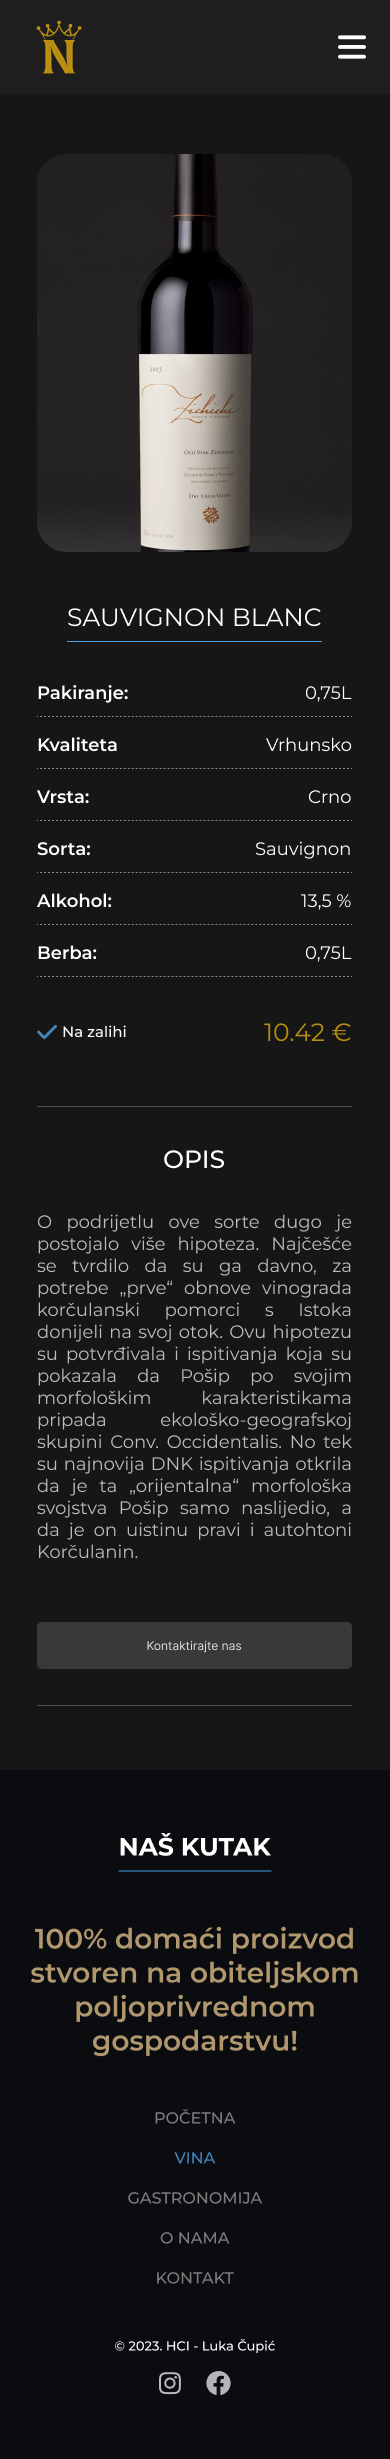 N
2003
Zichichi
FAMILY VINEYARD
OLD VINE ZINFANDEL
DRY CREEK VALLEY
SAUVIGNON BLANC
Pakiranje: 0,75L
Kvaliteta Vrhunsko
Vrsta: Crno
Sorta: Sauvignon
Alkohol: 13,5 %
Berba: 0,75L
Na zalihi 10.42 €
OPIS
O podrijetlu ove sorte dugo je
postojalo više hipoteza. Najčešće
se tvrdilo da su ga davno, za
potrebe „prve“ obnove vinograda
korčulanski pomorci s Istoka
donijeli na svoj otok. Ovu hipotezu
su potvrđivala i ispitivanja koja su
pokazala da Pošip po svojim
morfološkim karakteristikama
pripada ekološko-geografskoj
skupini Conv. Occidentalis. No tek
su najnovija DNK ispitivanja otkrila
da je ta „orijentalna“ morfološka
svojstva Pošip samo naslijedio, a
da je on uistinu pravi i autohtoni
Korčulanin.
Kontaktirajte nas
NAŠ KUTAK
100% domaći proizvod
stvoren na obiteljskom
poljoprivrednom
gospodarstvu!
POČETNA
VINA
GASTRONOMIJA
O NAMA
KONTAKT
© 2023. HCI - Luka Čupić